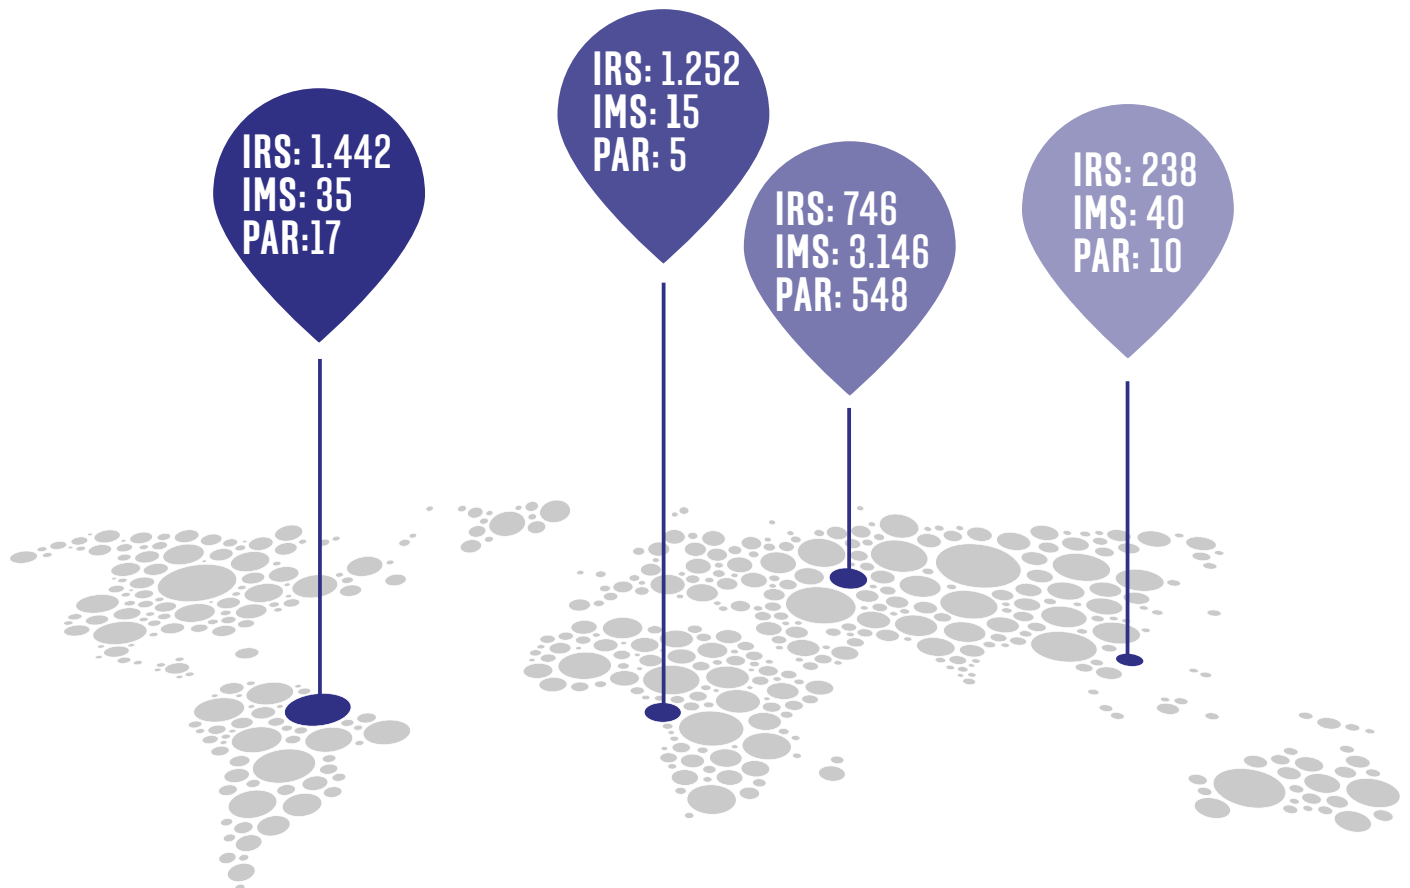 IRS: 1.442
IMS: 35
PAR:17
IRS: 1.252
IMS: 15
PAR: 5
IRS: 746
IMS: 3.146
PAR: 548
IRS: 238
IMS: 40
PAR: 10